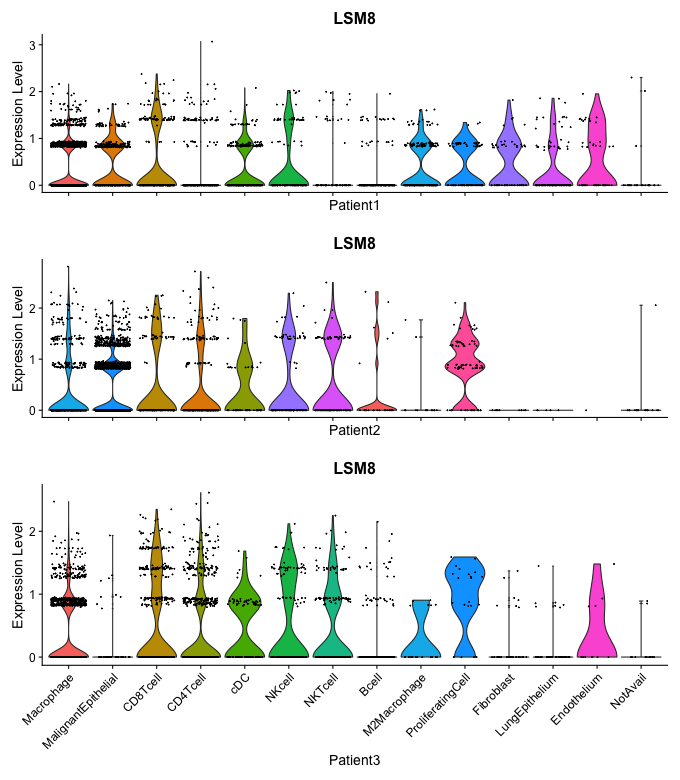 LSM8
Expression Level
3
2
1
0
Patient1
LSM8
Expression Level
2
1
0
Patient2
LSM8
Expression Level
2
1
0
Macrophage
MalignantEpithelial
CD8Tcell
CD4Tcell
cDC
NKcell
NKTcell
Bcell
M2Macrophage
ProliferatingCell
Fibroblast
LungEpithelium
Endothelium
NotAvail
Patient3